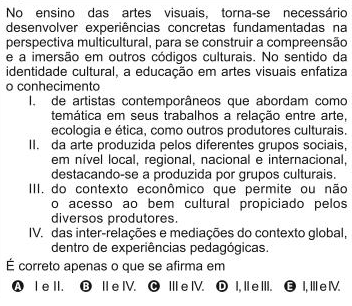 No ensino das artes visuais, torna-se necessário
desenvolver experiências concretas fundamentadas na
perspectiva multicultural, para se construir a compreensão
e a imersão em outros códigos culturais. No sentido da
identidade cultural, a educação em artes visuais enfatiza
o conhecimento
I. de artistas contemporâneos que abordam como
temática em seus trabalhos a relação entre arte,
ecologia e ética, como outros produtores culturais.
II. da arte produzida pelos diferentes grupos sociais,
em nível local, regional, nacional e internacional,
destacando-se a produzida por grupos culturais.
III. do contexto econômico que permite ou não
o acesso ao bem cultural propiciado pelos
diversos produtores.
IV. das inter-relações e mediações do contexto global,
dentro de experiências pedagógicas.
É correto apenas o que se afirma em
A I e II. B II e IV. C III e IV. D I, II e III. E I, III e IV.